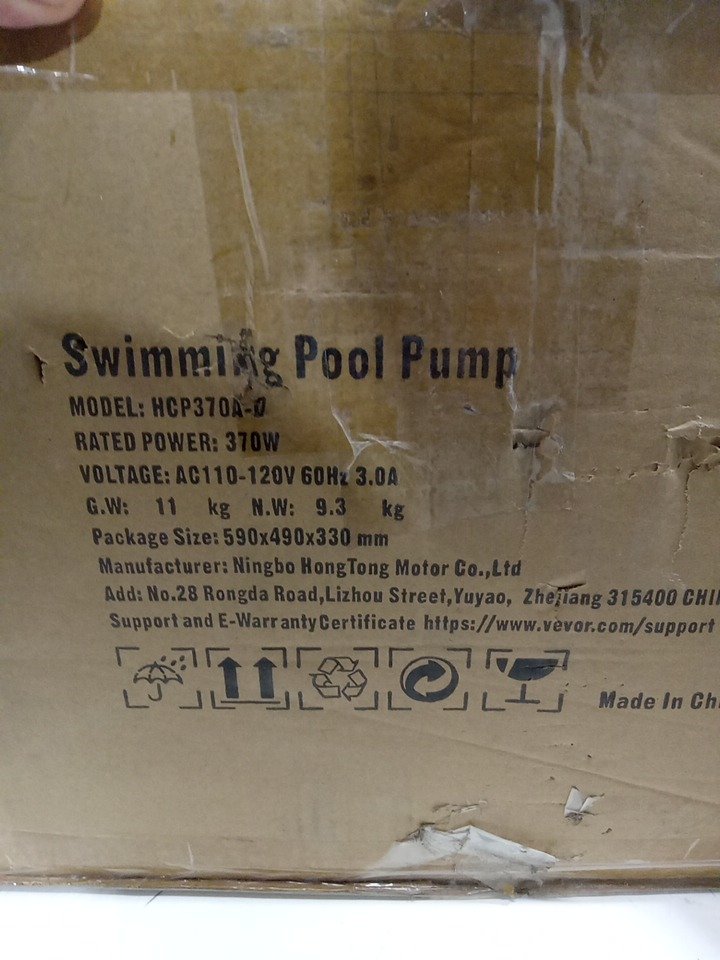 Swimming Pool Pump
MODEL: HCP370A-D
RATED POWER: 370W
VOLTAGE: AC110-120V 60Hz 3.0A
G.W: 11 kg N.W: 9.3 kg
Package Size: 590x490x330 mm
Manufacturer: Ningbo HongTong Motor Co.,Ltd
Add: No.28 Rongda Road,Lizhou Street,Yuyao, Zhejiang 315400
Support and E-Warranty Certificate https://www.vevor.com/support
Made In